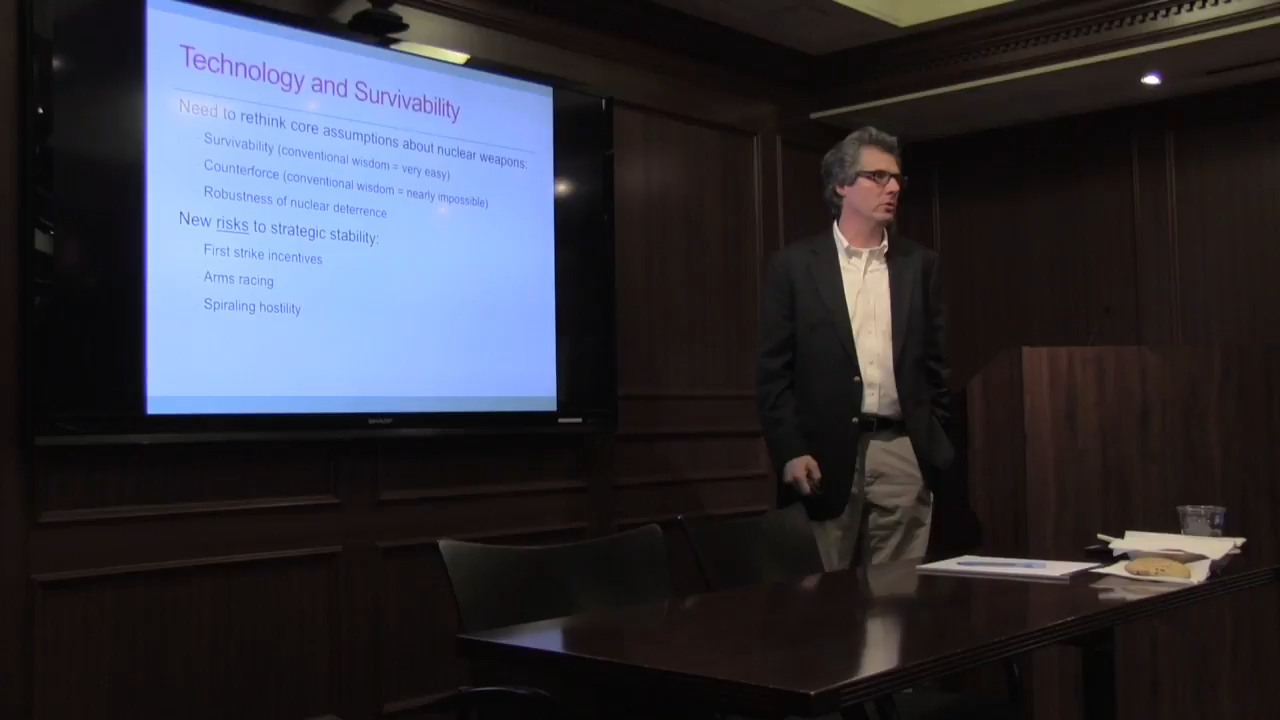 Technology and Survivability
Need to rethink core assumptions about nuclear weapons:
Survivability (conventional wisdom = very easy)
Counterforce (conventional wisdom = nearly impossible)
Robustness of nuclear deterrence
New risks to strategic stability:
First strike incentives
Arms racing
Spiraling hostility
SHARP